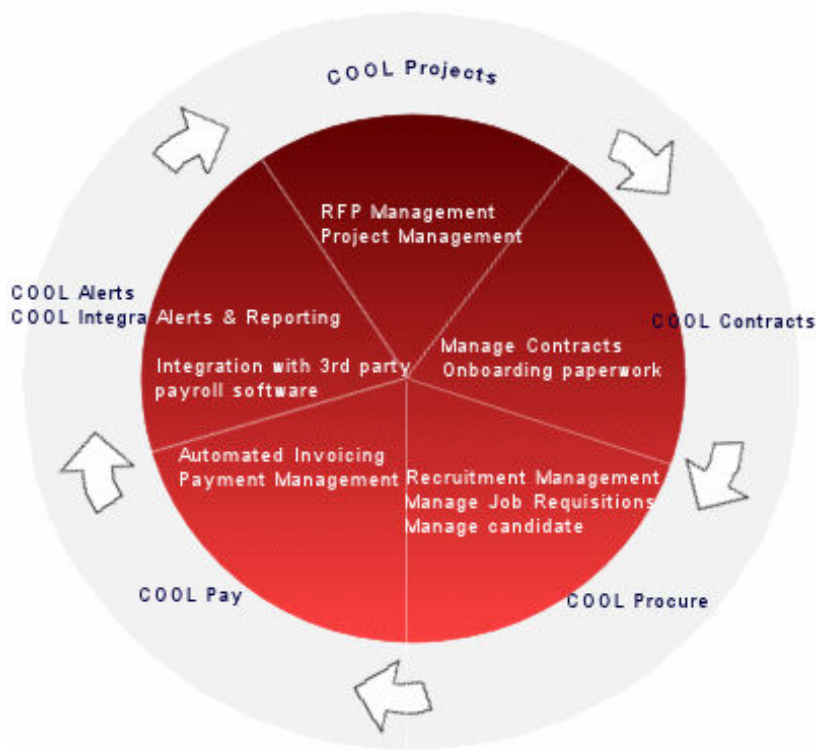 COOL Projects
RFP Management
Project Management
COOL Alerts
COOL Integra
Alerts & Reporting
Integration with 3rd party
payroll software
COOL Contracts
Manage Contracts
Onboarding paperwork
Automated Invoicing
Payment Management
Recruitment Management
Manage Job Requisitions
Manage candidate
COOL Pay
COOL Procure